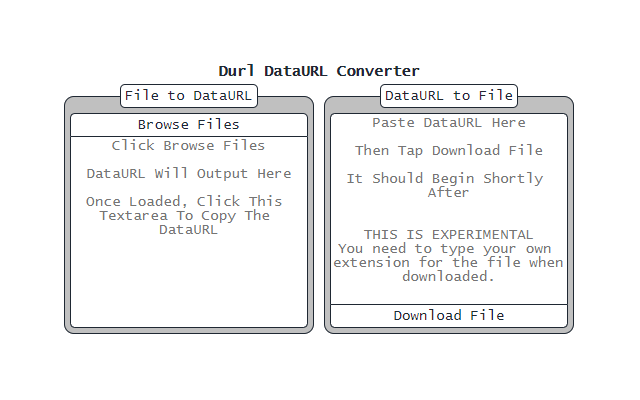 Durl DataURL Converter
File to DataURL
Browse Files
Click Browse Files
DataURL Will Output Here
Once Loaded, Click This
Textarea To Copy The
DataURL
DataURL to File
Paste DataURL Here
Then Tap Download File
It Should Begin Shortly
After
THIS IS EXPERIMENTAL
You need to type your own
extension for the file when
downloaded.
Download File